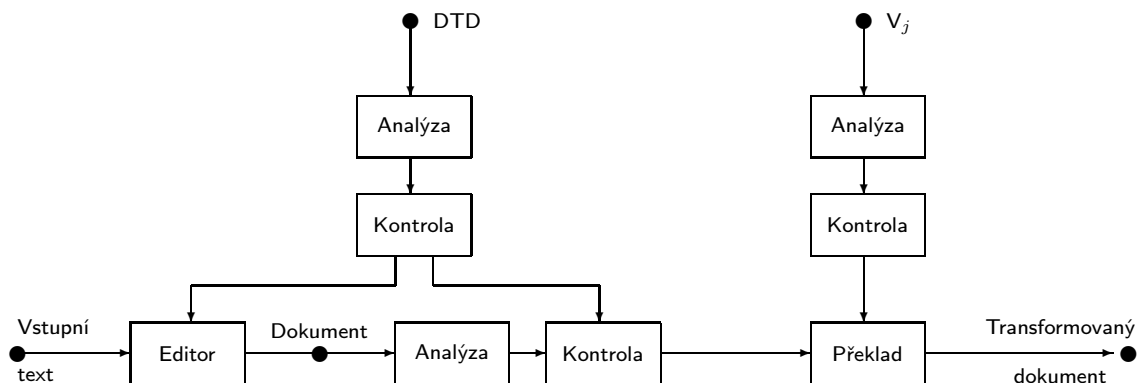 DTD
V_j
Analýza
Analýza
Kontrola
Kontrola
Vstupní
text
Editor
Dokument
Analýza
Kontrola
Překlad
Transformovaný
dokument